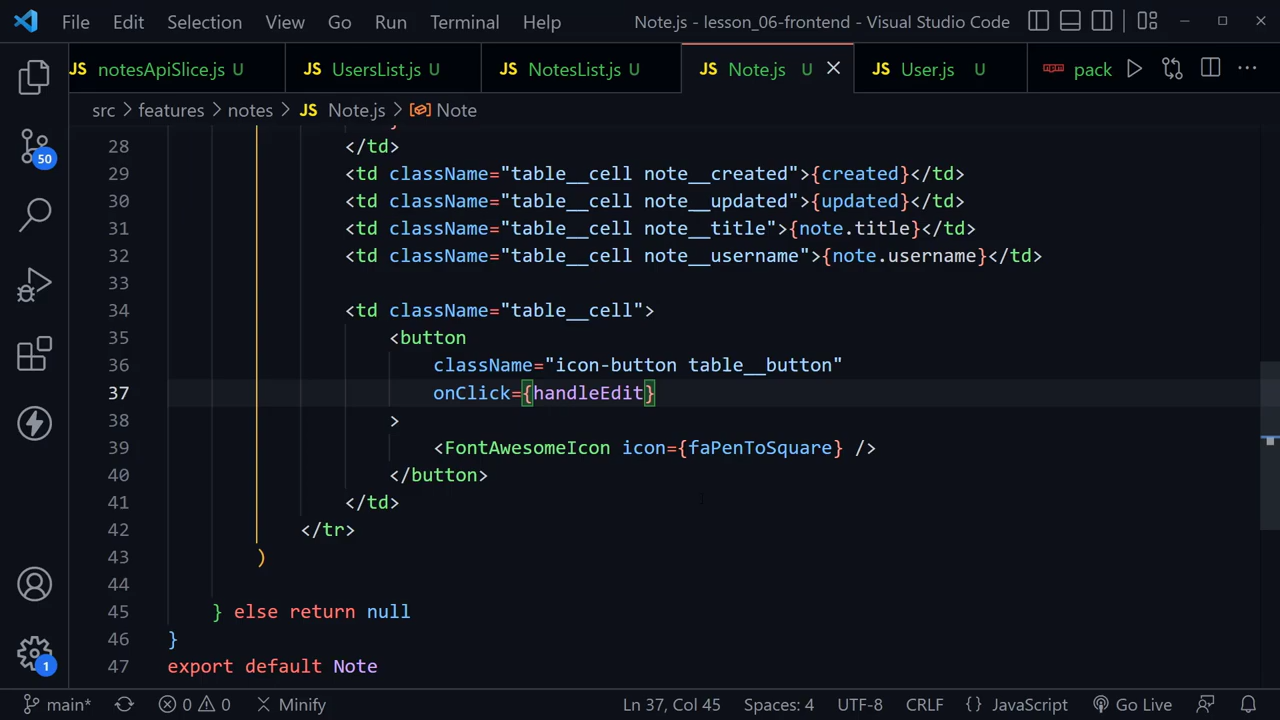 File Edit Selection View Go Run Terminal Help Note.js - lesson_06-frontend - Visual Studio Code
JS notesApiSlice.js U JS UsersList.js U JS NotesList.js U JS Note.js U JS User.js U npm pack
src > features > notes > JS Note.js > Note
28 </td>
29 <td className="table__cell note__created">{created}</td>
30 <td className="table__cell note__updated">{updated}</td>
31 <td className="table__cell note__title">{note.title}</td>
32 <td className="table__cell note__username">{note.username}</td>
33
34 <td className="table__cell">
35 <button
36 className="icon-button table__button"
37 onClick={handleEdit}
38 >
39 <FontAwesomeIcon icon={faPenToSquare} />
40 </button>
41 </td>
42 </tr>
43 )
44
45 } else return null
46 }
47 export default Note
50
1
main* 0 0 Minify Ln 37, Col 45 Spaces: 4 UTF-8 CRLF {} JavaScript Go Live